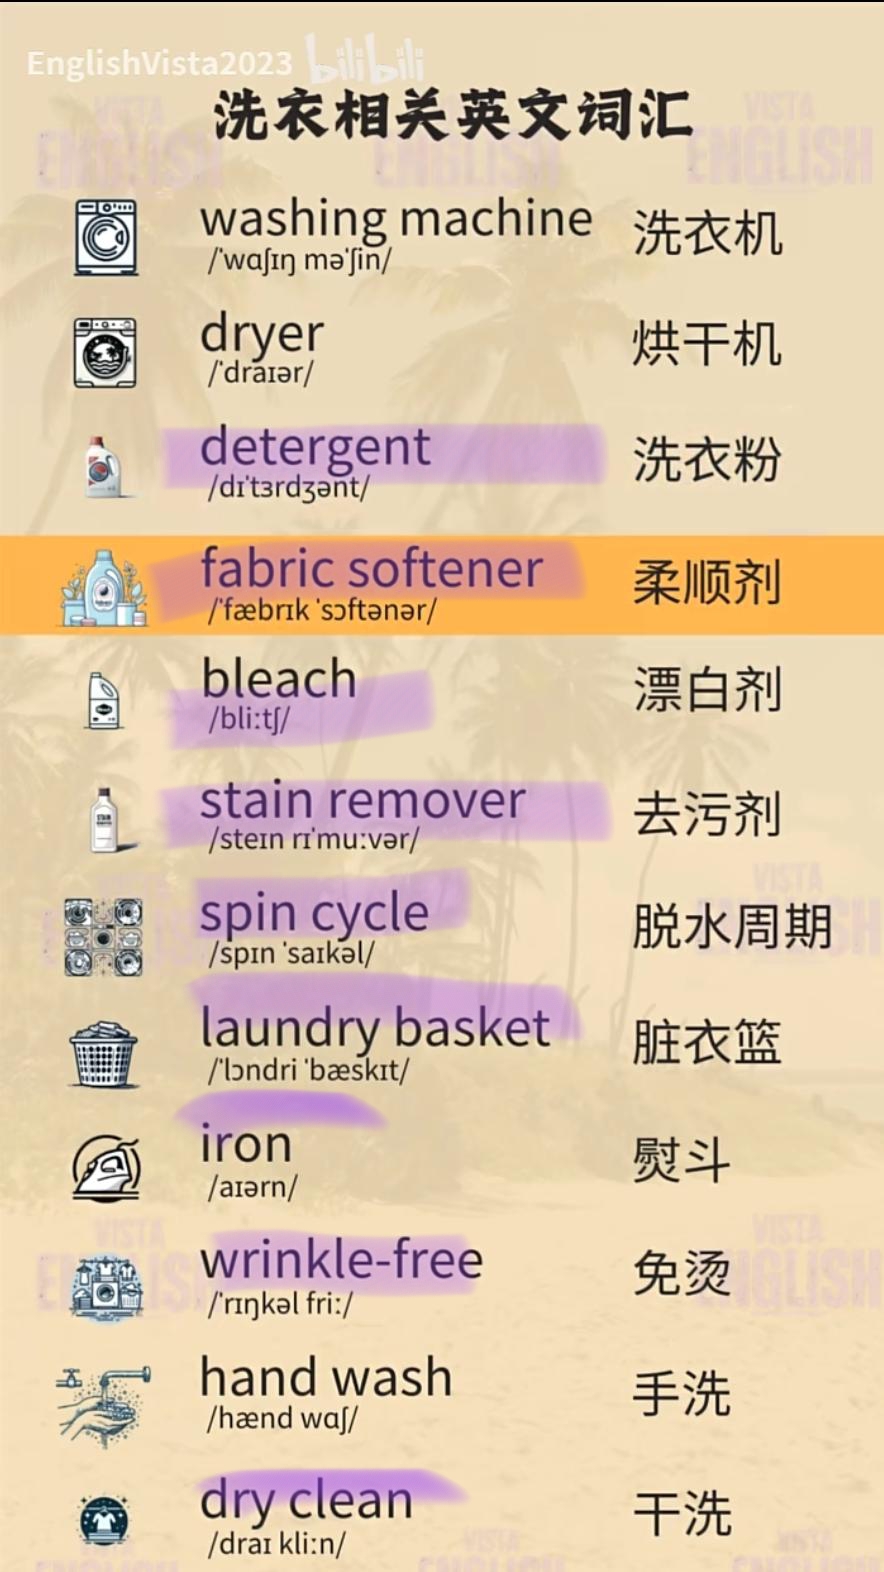 EnglishVista2023 bilibili
洗衣相关英文词汇
washing machine 洗衣机
/ˈwɑʃɪŋ məˈʃin/
dryer 烘干机
/ˈdraɪər/
detergent 洗衣粉
/dɪˈtɜrdʒənt/
fabric softener 柔顺剂
/ˈfæbrɪk ˈsɔftənər/
bleach 漂白剂
/bliːtʃ/
stain remover 去污剂
/steɪn rɪˈmuːvər/
spin cycle 脱水周期
/spɪn ˈsaɪkəl/
laundry basket 脏衣篮
/ˈlɔndri ˈbæskɪt/
iron 熨斗
/aɪərn/
wrinkle-free 免烫
/ˈrɪŋkəl friː/
hand wash 手洗
/hænd wɑʃ/
dry clean 干洗
/draɪ kliːn/
VISTA
ENGLISH